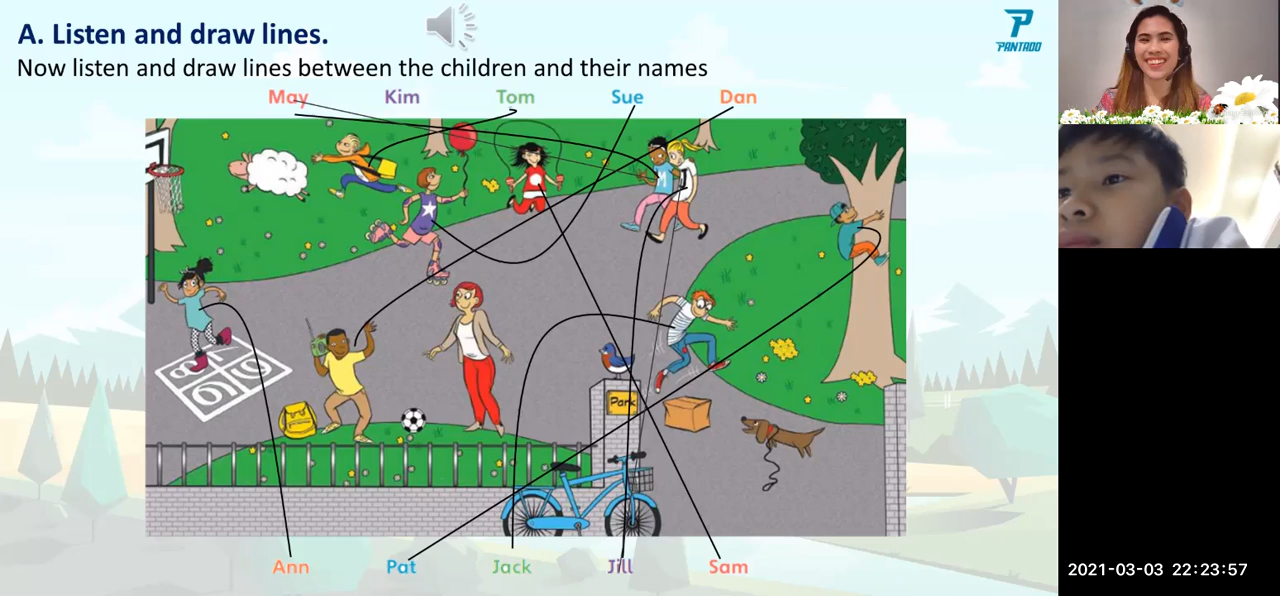 A. Listen and draw lines.
PANTADO
Now listen and draw lines between the children and their names
May Kim Tom Sue Dan
M
Park
Ann Pat Jack Jill Sam
2021-03-03 22:23:57